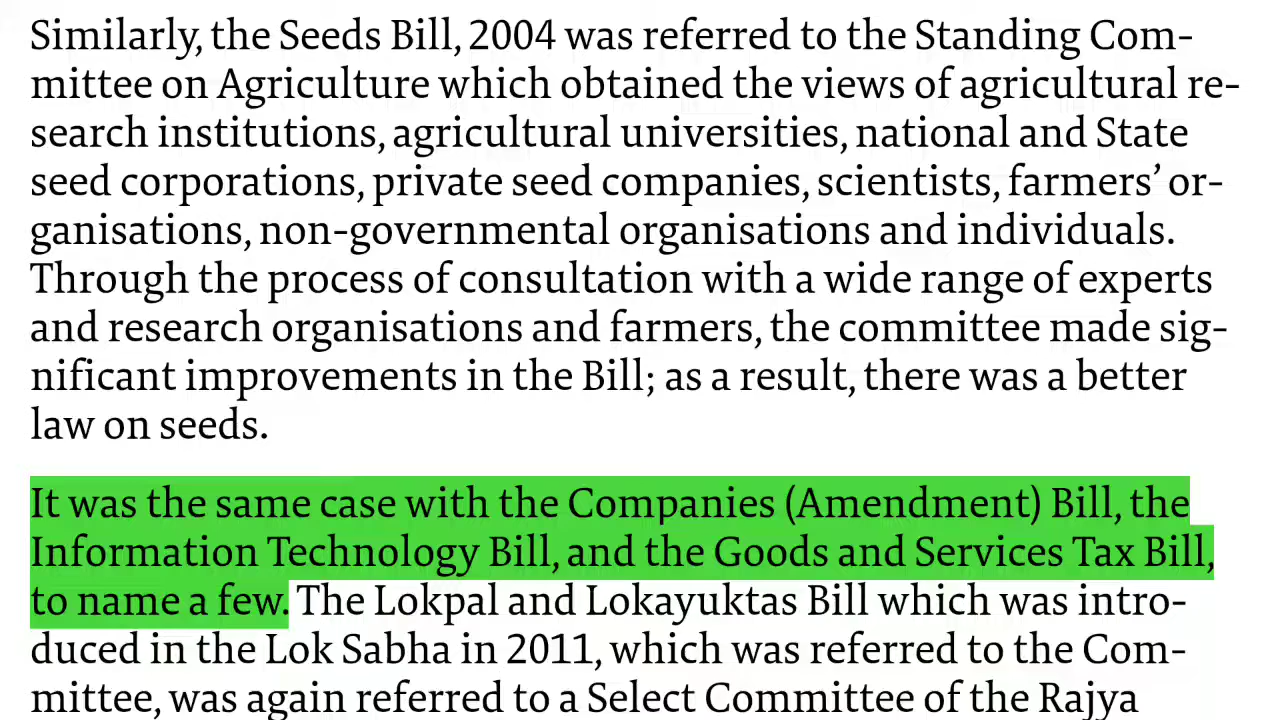 Similarly, the Seeds Bill, 2004 was referred to the Standing Com-
mittee on Agriculture which obtained the views of agricultural re-
search institutions, agricultural universities, national and State
seed corporations, private seed companies, scientists, farmers’ or-
ganisations, non-governmental organisations and individuals.
Through the process of consultation with a wide range of experts
and research organisations and farmers, the committee made sig-
nificant improvements in the Bill; as a result, there was a better
law on seeds.
It was the same case with the Companies (Amendment) Bill, the
Information Technology Bill, and the Goods and Services Tax Bill,
to name a few. The Lokpal and Lokayuktas Bill which was intro-
duced in the Lok Sabha in 2011, which was referred to the Com-
mittee, was again referred to a Select Committee of the Rajya